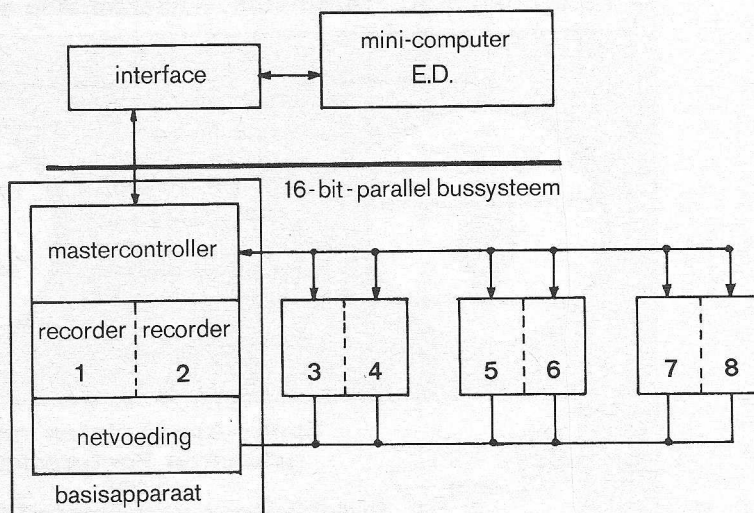 mini-computer
E.D.
interface
16-bit-parallel bussysteem
mastercontroller
recorder recorder
1 2
3 4 5 6 7 8
netvoeding
basisapparaat